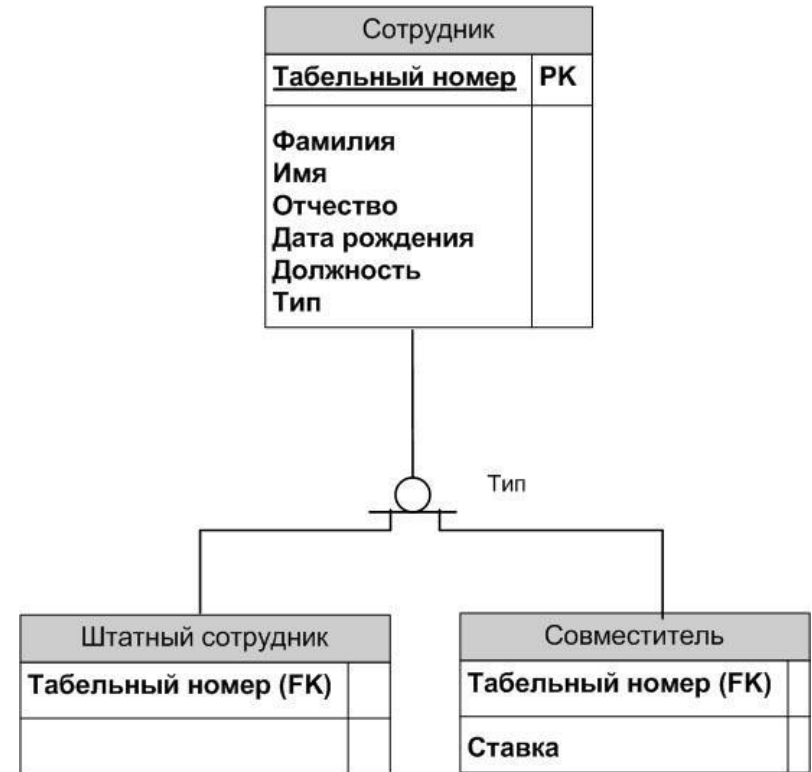 Сотрудник
Табельный номер PK
Фамилия
Имя
Отчество
Дата рождения
Должность
Тип
Тип
Штатный сотрудник
Табельный номер (FK)
Совместитель
Табельный номер (FK)
Ставка